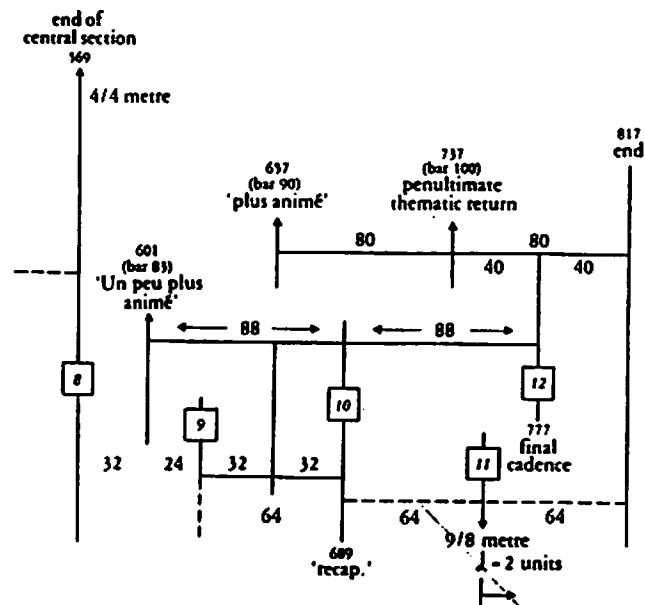 end of
central section
569
4/4 metre
817
end
657
(bar 90)
'plus animé'
737
(bar 100)
penultimate
thematic return
80
80
40
40
601
(bar 83)
'Un peu plus
animé'
88
88
8
9
10
12
777
final
cadence
11
32
24
32
32
64
64
64
689
'recap.'
9/8 metre
= 2 units